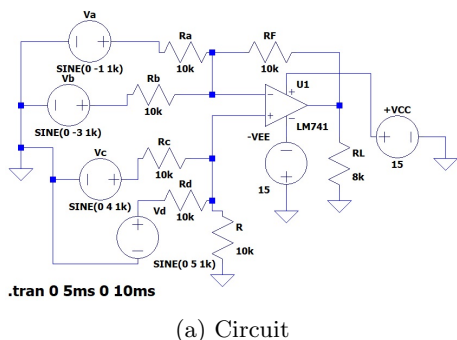 Va
Ra
RF
SINE(0 -1 1k)
10k
10k
Vb
Rb
U1
SINE(0 -3 1k)
10k
LM741
+VCC
-VEE
15
Vc
Rc
RL
8k
15
SINE(0 4 1k)
10k
Vd
Rd
10k
R
10k
SINE(0 5 1k)
.tran 0 5ms 0 10ms
(a) Circuit